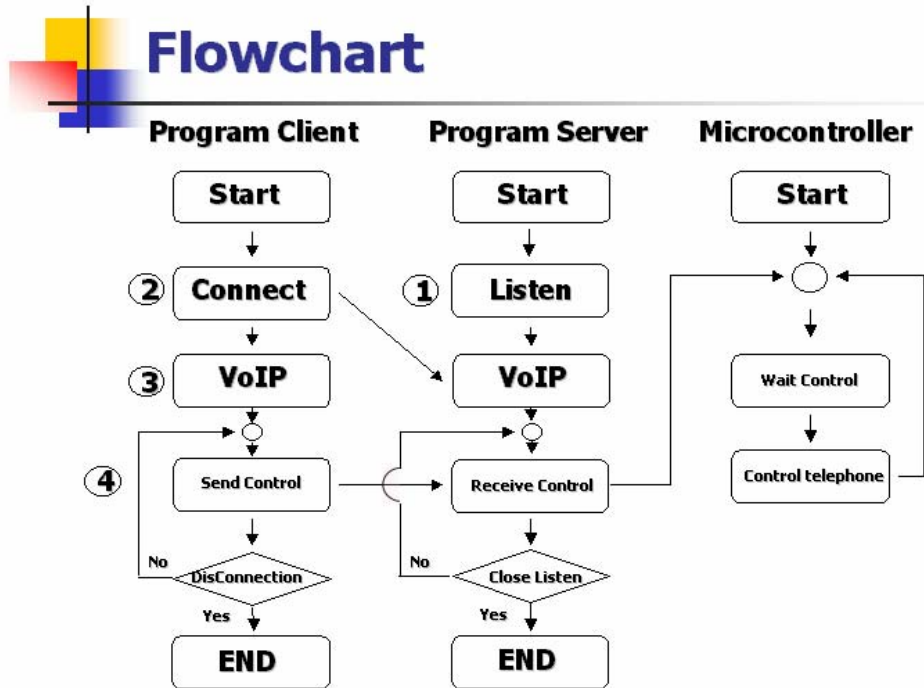 Flowchart
Program Client
Program Server
Microcontroller
Start
Start
Start
2
Connect
1
Listen
3
VoIP
VoIP
Wait Control
4
Send Control
Receive Control
Control telephone
No
DisConnection
No
Close Listen
Yes
Yes
END
END